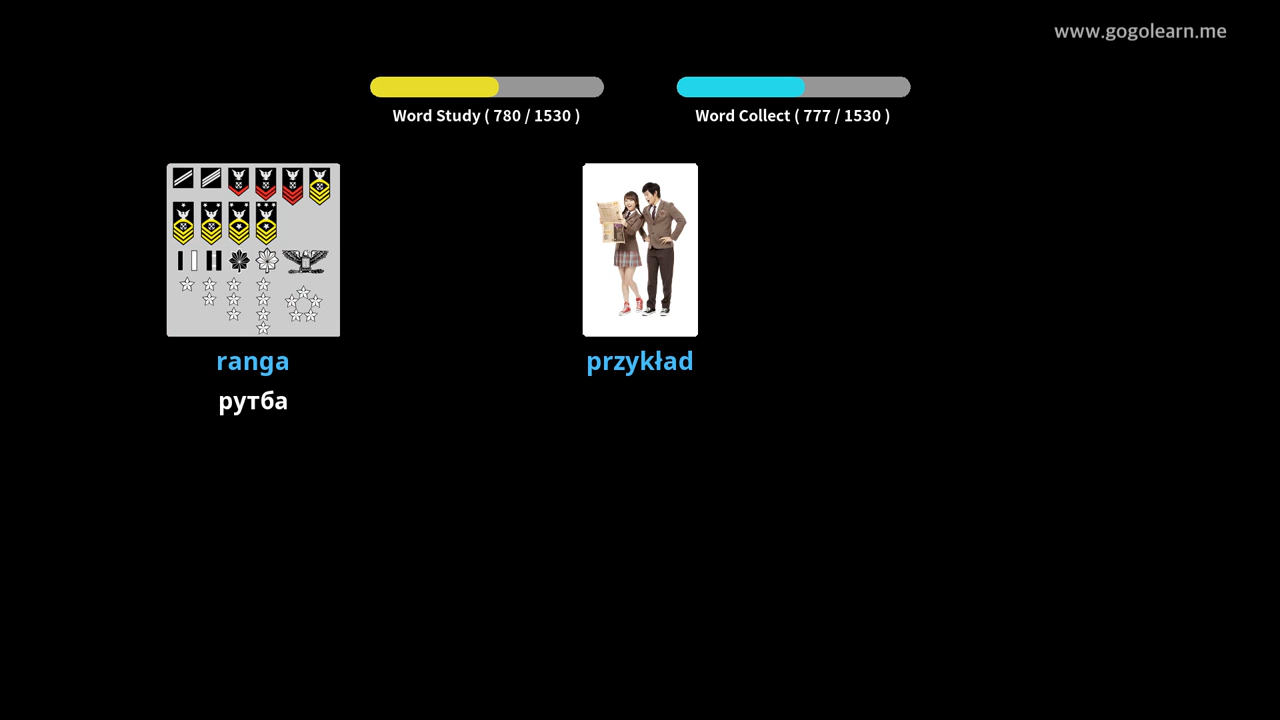 www.gogolearn.me
Word Study ( 780 / 1530 )
Word Collect ( 777 / 1530 )
ranga
przykład
рутба